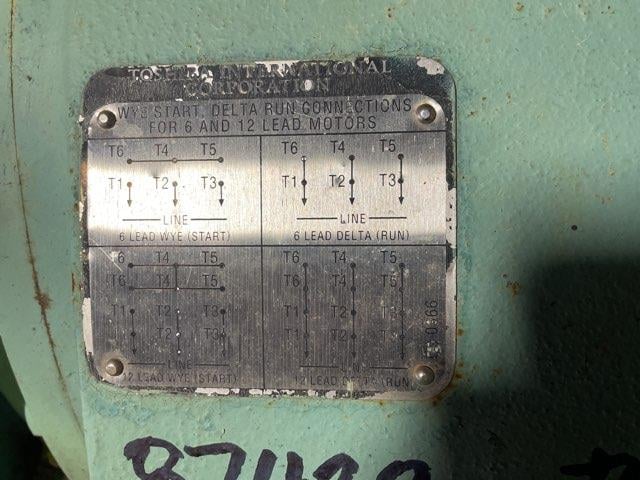 TOSHIBA INTERNATIONAL
CORPORATION
WYE START, DELTA RUN CONNECTIONS
FOR 6 AND 12 LEAD MOTORS
T6 T4 T5
T1 T2 T3
LINE
6 LEAD WYE (START)
T6 T4 T5
T1 T2 T3
LINE
6 LEAD DELTA (RUN)
T6 T4 T5
T6 T4 T5
T1 T2 T3
T1 T2 T3
LINE
12 LEAD WYE (START)
T6 T4 T5
T6 T4 T5
T1 T2 T3
T1 T2 T3
LINE
12 LEAD DELTA (RUN)